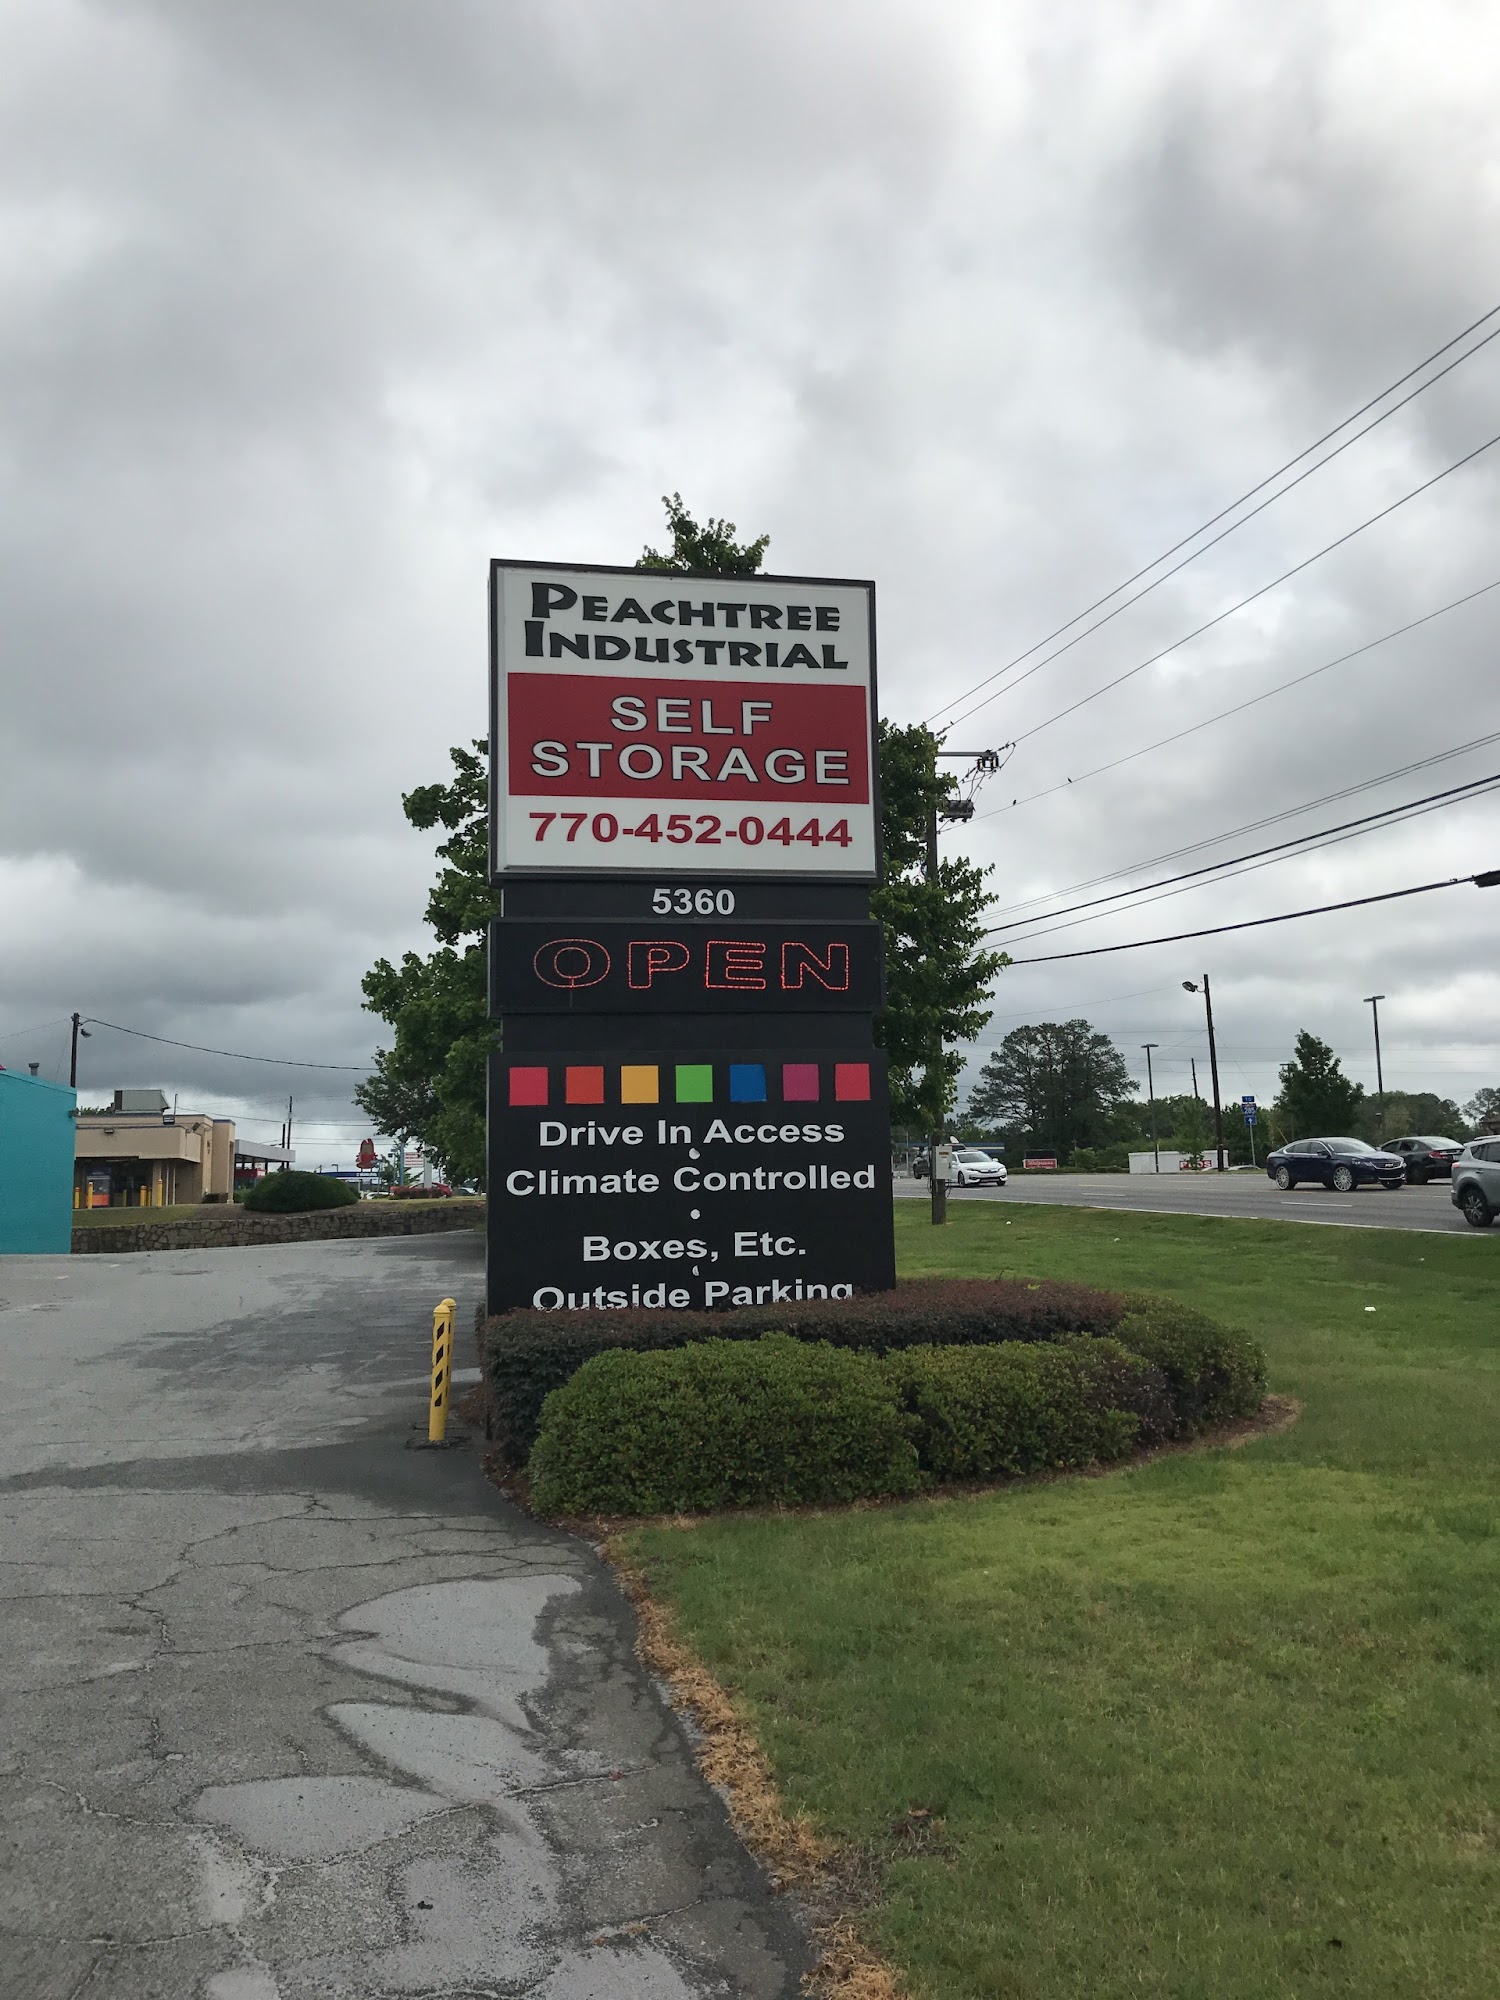 PEACHTREE
INDUSTRIAL
SELF
STORAGE
770-452-0444
5360
OPEN
Drive In Access
Climate Controlled
Boxes, Etc.
Outside Parking